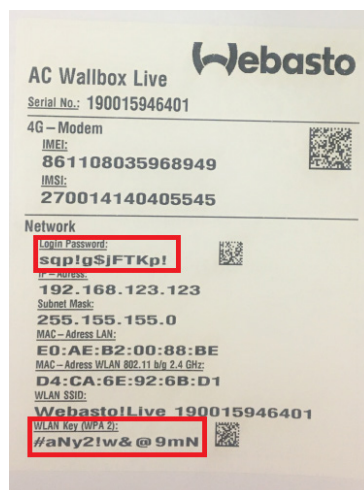 Webasto
AC Wallbox Live
Serial No.: 190015946401
4G – Modem
IMEI:
861108035968949
IMSI:
270014140405545
Network
Login Password:
sqp!g$jFTKp!
IP – Adress:
192.168.123.123
Subnet Mask:
255.155.155.0
MAC – Adress LAN:
E0:AE:B2:00:88:BE
MAC – Adress WLAN 802.11 b/g 2.4 GHz:
D4:CA:6E:92:6B:D1
WLAN SSID:
Webasto!Live 190015946401
WLAN Key (WPA 2):
#aNy2!w&@9mN